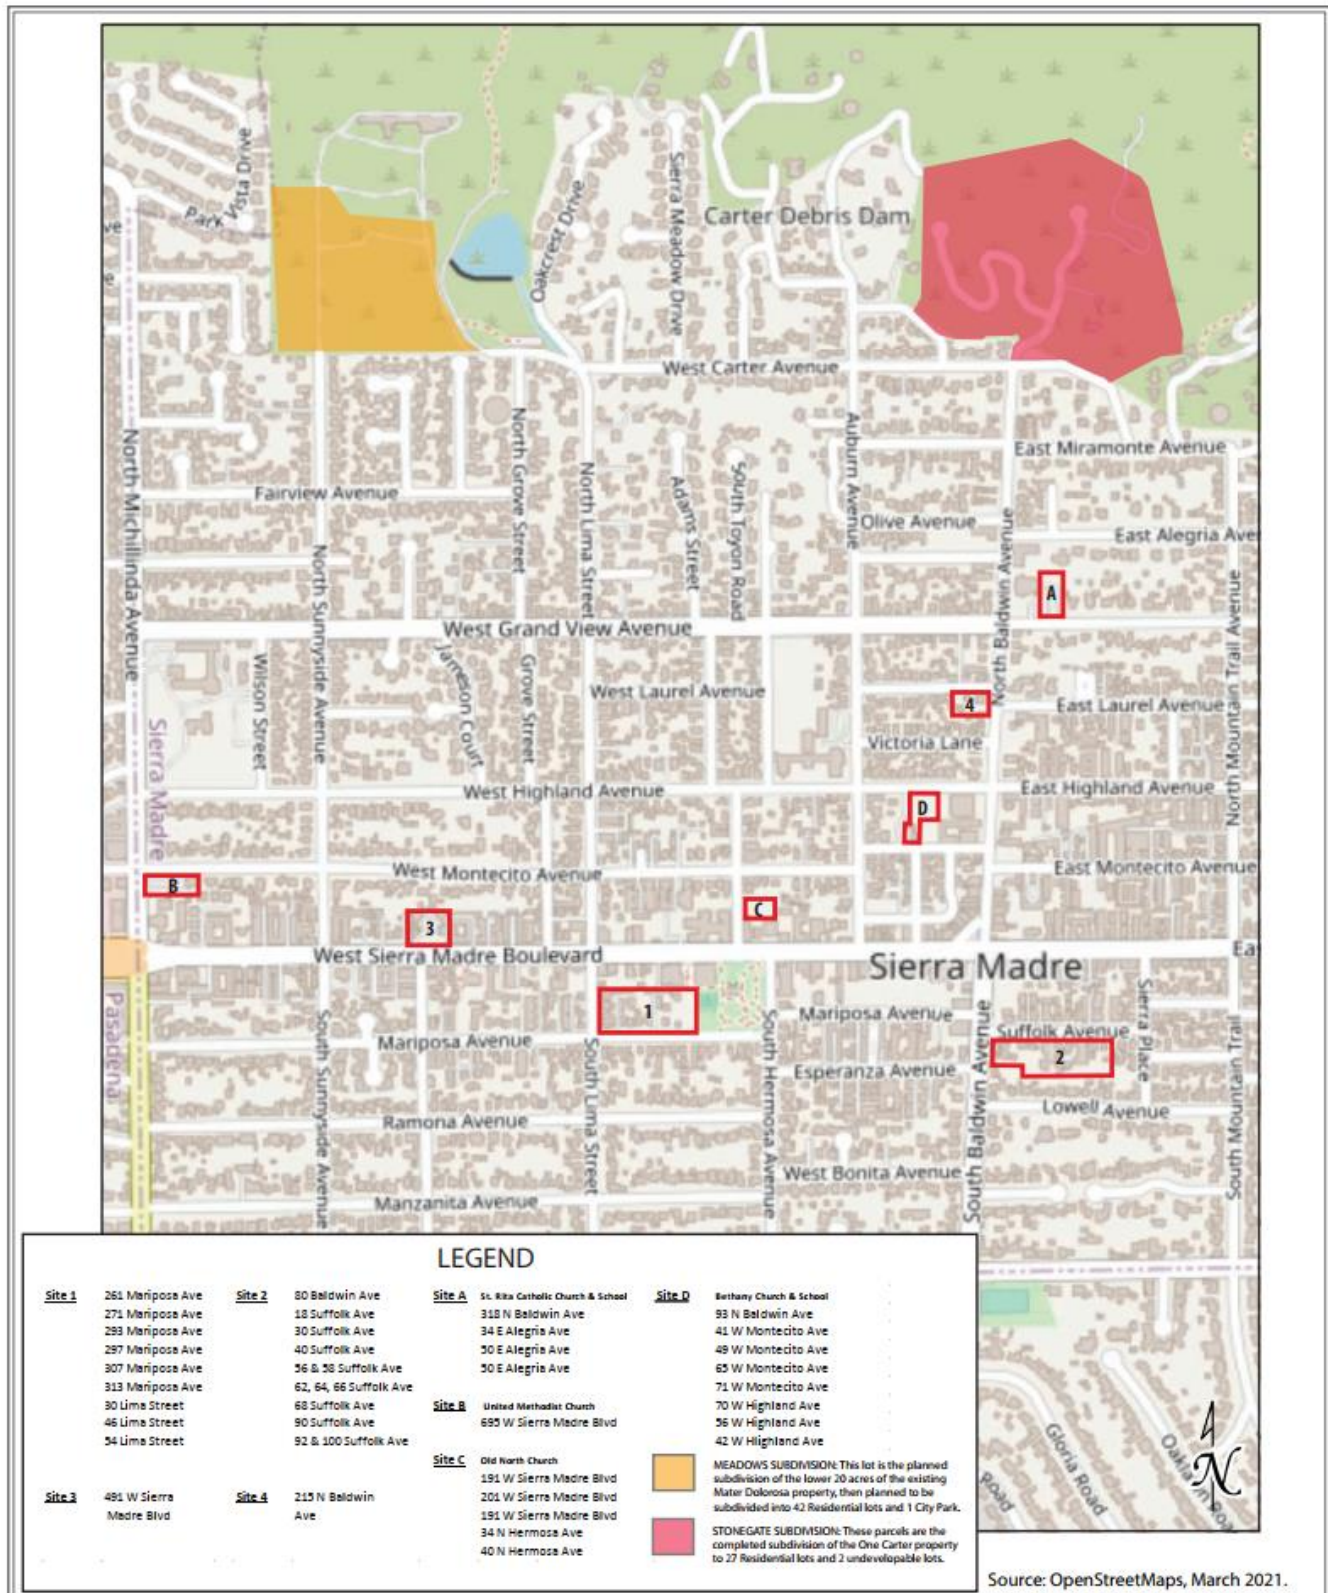 Park Vista Drive
Oakcrest Drive
Sierra Meadow Drive
Carter Debris Dam
West Carter Avenue
North Michillinda Avenue
Fairview Avenue
North Sunnyside Avenue
North Grove Street
North Lima Street
Adams Street
South Toyon Road
Auburn Avenue
East Miramonte Avenue
Olive Avenue
North Baldwin Avenue
East Alegria Aven
A
West Grand View Avenue
North Mountain Trail Avenue
Wilson Street
Jameson Court
Grove Street
West Laurel Avenue
4
East Laurel Avenue
Victoria Lane
Sierra Madre
West Highland Avenue
East Highland Avenue
D
West Montecito Avenue
East Montecito Avenue
B
3
C
West Sierra Madre Boulevard
Sierra Madre
Ea
Pasadena
1
Mariposa Avenue
Mariposa Avenue
Suffolk Avenue
2
Sierra Place
South Sunnyside Avenue
South Lima Street
South Hermosa Avenue
Esperanza Avenue
South Baldwin Avenue
Lowell Avenue
South Mountain Trail
Ramona Avenue
West Bonita Avenue
Manzanita Avenue
LEGEND
Site 1
261 Mariposa Ave
271 Mariposa Ave
293 Mariposa Ave
297 Mariposa Ave
307 Mariposa Ave
313 Mariposa Ave
30 Lima Street
46 Lima Street
54 Lima Street
Site 3
491 W Sierra
Madre Blvd
Site 2
80 Baldwin Ave
18 Suffolk Ave
30 Suffolk Ave
40 Suffolk Ave
56 & 58 Suffolk Ave
62, 64, 66 Suffolk Ave
68 Suffolk Ave
90 Suffolk Ave
92 & 100 Suffolk Ave
Site 4
215 N Baldwin
Ave
Site A St. Rita Catholic Church & School
318 N Baldwin Ave
34 E Alegria Ave
50 E Alegria Ave
50 E Alegria Ave
Site B United Methodist Church
695 W Sierra Madre Blvd
Site C Old North Church
191 W Sierra Madre Blvd
201 W Sierra Madre Blvd
191 W Sierra Madre Blvd
34 N Hermosa Ave
40 N Hermosa Ave
Site D Bethany Church & School
93 N Baldwin Ave
41 W Montecito Ave
49 W Montecito Ave
65 W Montecito Ave
71 W Montecito Ave
70 W Highland Ave
56 W Highland Ave
42 W Highland Ave
MEADOWS SUBDIVISION: This lot is the planned
subdivision of the lower 20 acres of the existing
Mater Dolorosa property, then planned to be
subdivided into 42 Residential lots and 1 City Park.
STONEGATE SUBDIVISION: These parcels are the
completed subdivision of the One Carter property
to 27 Residential lots and 2 undevelopable lots.
Gloria Road
Road
N
Source: OpenStreetMaps, March 2021.